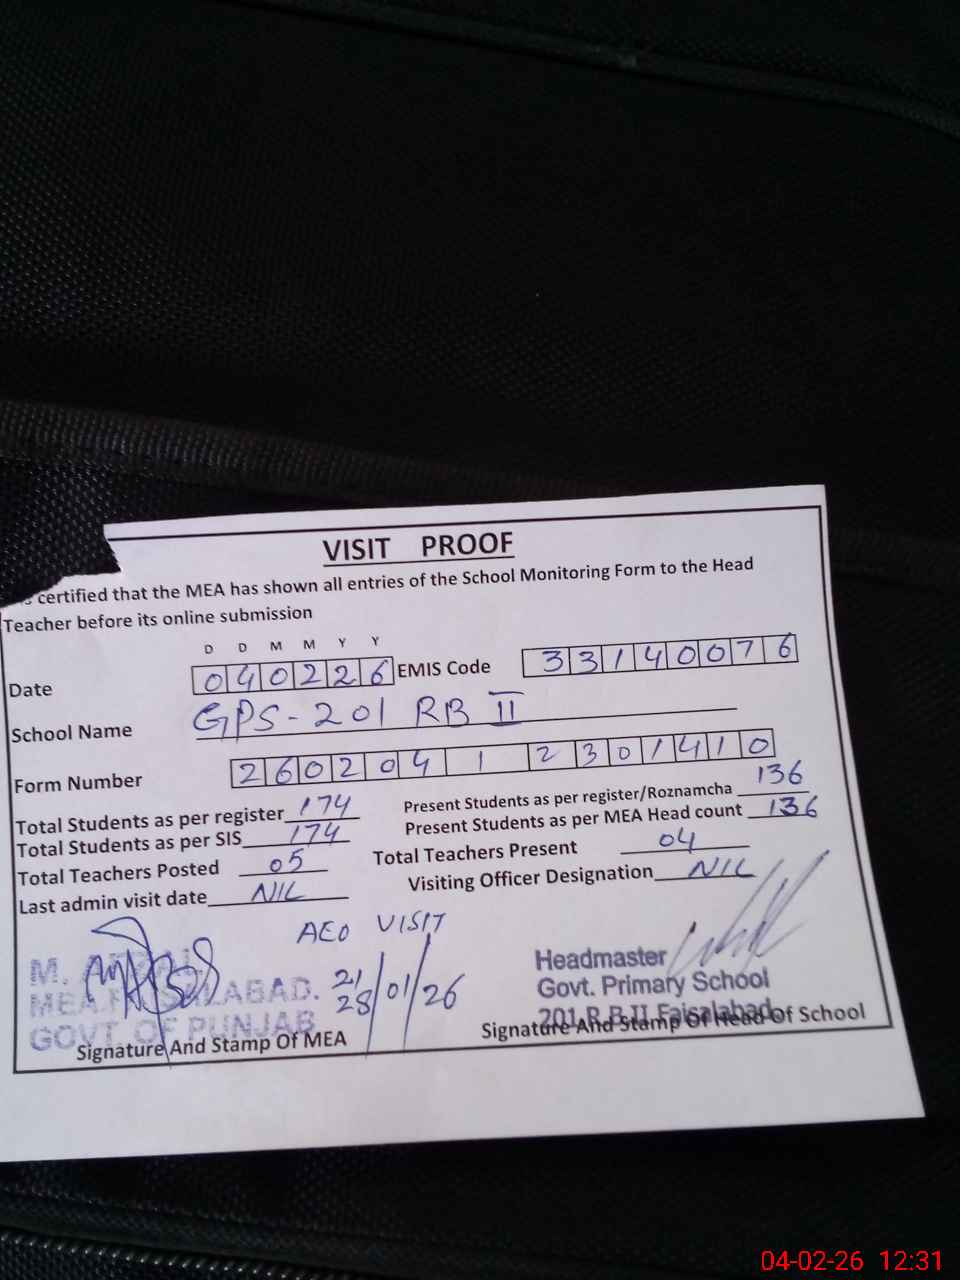 VISIT PROOF
certified that the MEA has shown all entries of the School Monitoring Form to the Head
Teacher before its online submission
D D M M Y Y
Date 040226 EMIS Code 33140076
School Name GPS-201 RB II
Form Number 260204 1 2301410
Total Students as per register 174 Present Students as per register/Roznamcha 136
Total Students as per SIS 174 Present Students as per MEA Head count 136
Total Teachers Posted 05 Total Teachers Present 04
Last admin visit date NIL Visiting Officer Designation NIL
AEO VISIT
21/
28/01/26
M.
MEA FAISALABAD.
GOVT. OF PUNJAB
Signature And Stamp Of MEA
Headmaster
Govt. Primary School
201 R.B II Faisalabad
Signature And Stamp Of Head Of School
04-02-26 12:31